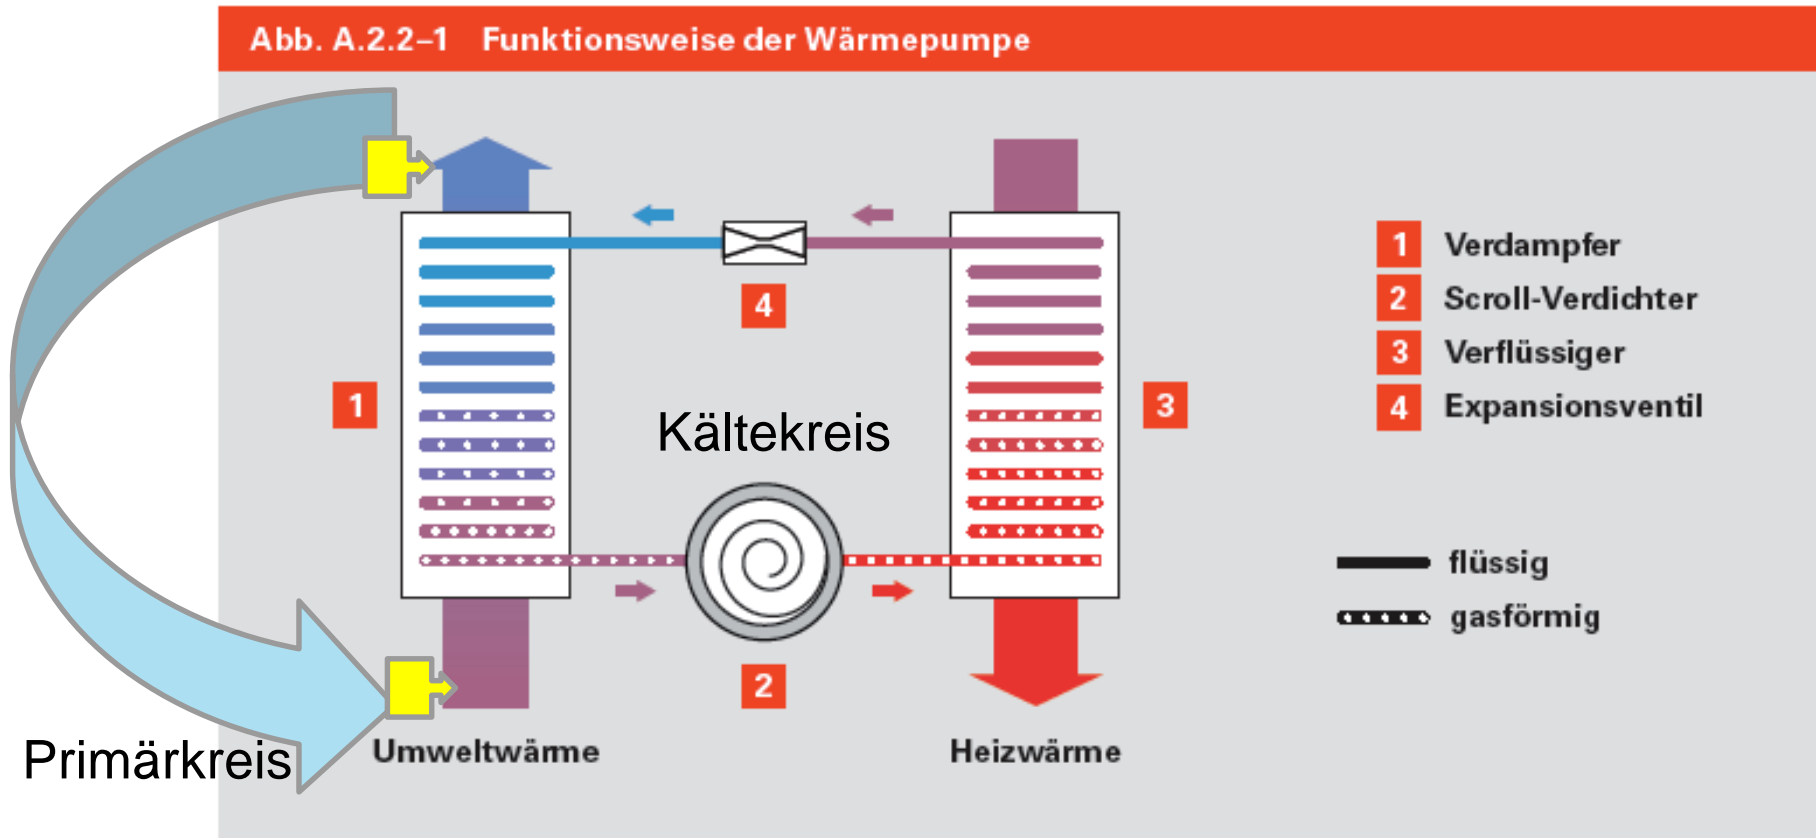 Abb. A.2.2–1 Funktionsweise der Wärmepumpe
1 Verdampfer
2 Scroll-Verdichter
3 Verflüssiger
4 Expansionsventil
4
1
Kältekreis
3
flüssig
gasförmig
2
Primärkreis
Umweltwärme
Heizwärme